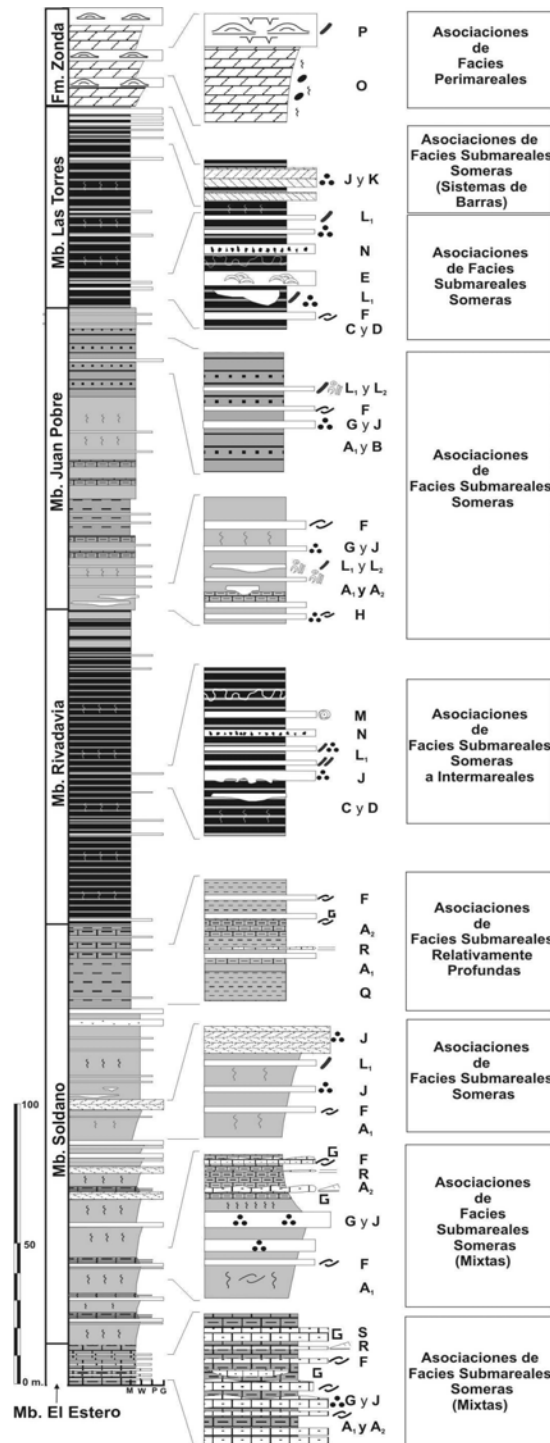 Fm. Zonda
P
O
Asociaciones
de
Facies
Perimareales
Mb. Las Torres
J y K
L₁
N
E
L₁
F
C y D
Asociaciones de
Facies Submareales
Someras
(Sistemas de
Barras)
Asociaciones
de Facies
Submareales
Someras
Mb. Juan Pobre
L₁ y L₂
F
G y J
A₁ y B
F
G y J
L₁ y L₂
A₁ y A₂
H
Asociaciones
de
Facies Submareales
Someras
Mb. Rivadavia
M
N
L₁
J
C y D
Asociaciones
de
Facies Submareales
Someras
a Intermareales
Mb. Soldano
F
G
A₂
R
A₁
Q
Asociaciones
de
Facies Submareales
Relativamente
Profundas
J
L₁
J
F
A₁
Asociaciones
de
Facies Submareales
Someras
100
50
0 m.
G
F
R
A₂
G
G y J
F
A₁
Asociaciones
de
Facies
Submareales
Someras
(Mixtas)
S
G
R
F
G
G y J
F
A₁ y A₂
Asociaciones de
Facies Submareales
Someras
(Mixtas)
M W P G
Mb. El Estero